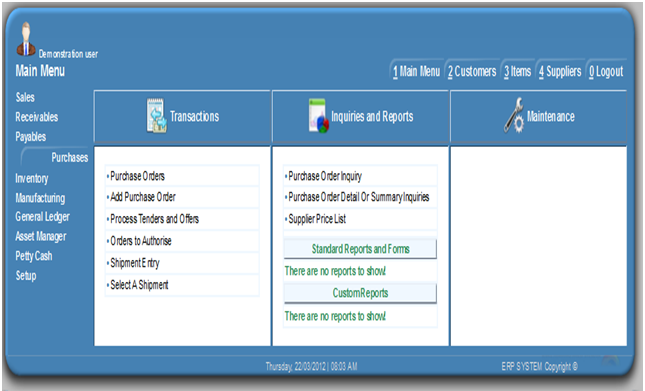 Demonstration user
Main Menu
1 Main Menu
2 Customers
3 Items
4 Suppliers
0 Logout
Sales
Receivables
Payables
Purchases
Inventory
Manufacturing
General Ledger
Asset Manager
Petty Cash
Setup
Transactions
Purchase Orders
Add Purchase Order
Process Tenders and Offers
Orders to Authorise
Shipment Entry
Select A Shipment
Inquiries and Reports
Purchase Order Inquiry
Purchase Order Detail Or Summary Inquiries
Supplier Price List
Standard Reports and Forms
There are no reports to show!
Custom Reports
There are no reports to show!
Maintenance
Thursday, 22/03/2012 | 08:03 AM
ERP SYSTEM Copyright ©